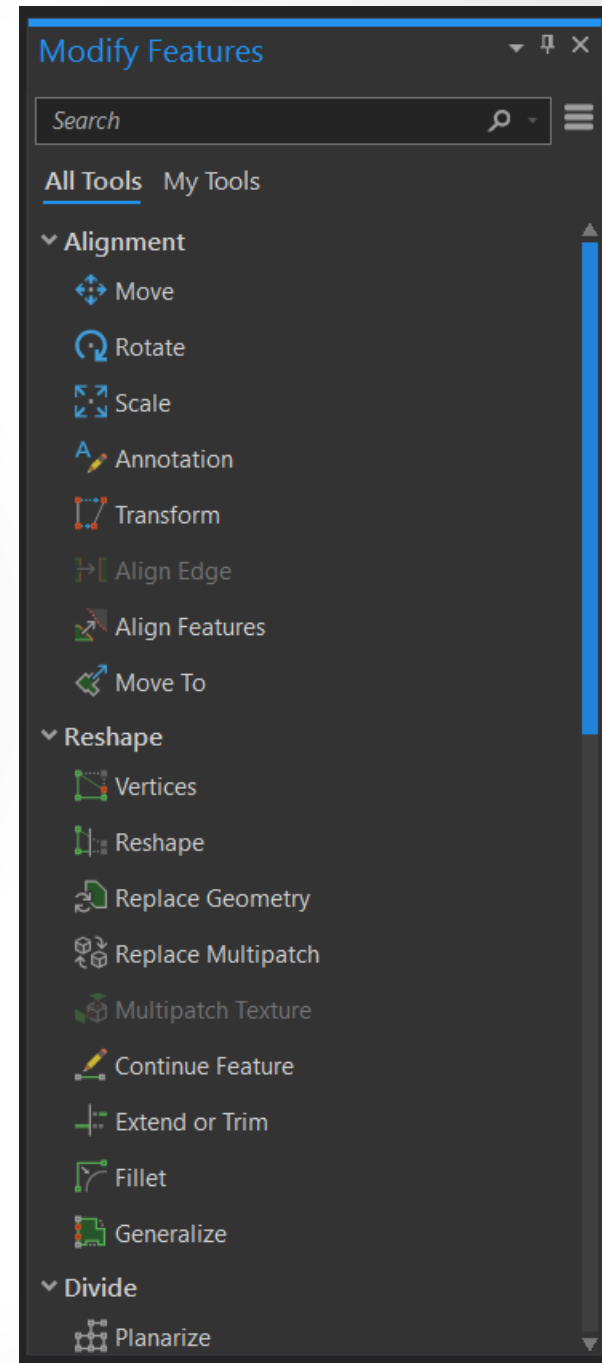 Modify Features
Search
All Tools My Tools
Alignment
Move
Rotate
Scale
Annotation
Transform
Align Edge
Align Features
Move To
Reshape
Vertices
Reshape
Replace Geometry
Replace Multipatch
Multipatch Texture
Continue Feature
Extend or Trim
Fillet
Generalize
Divide
Planarize